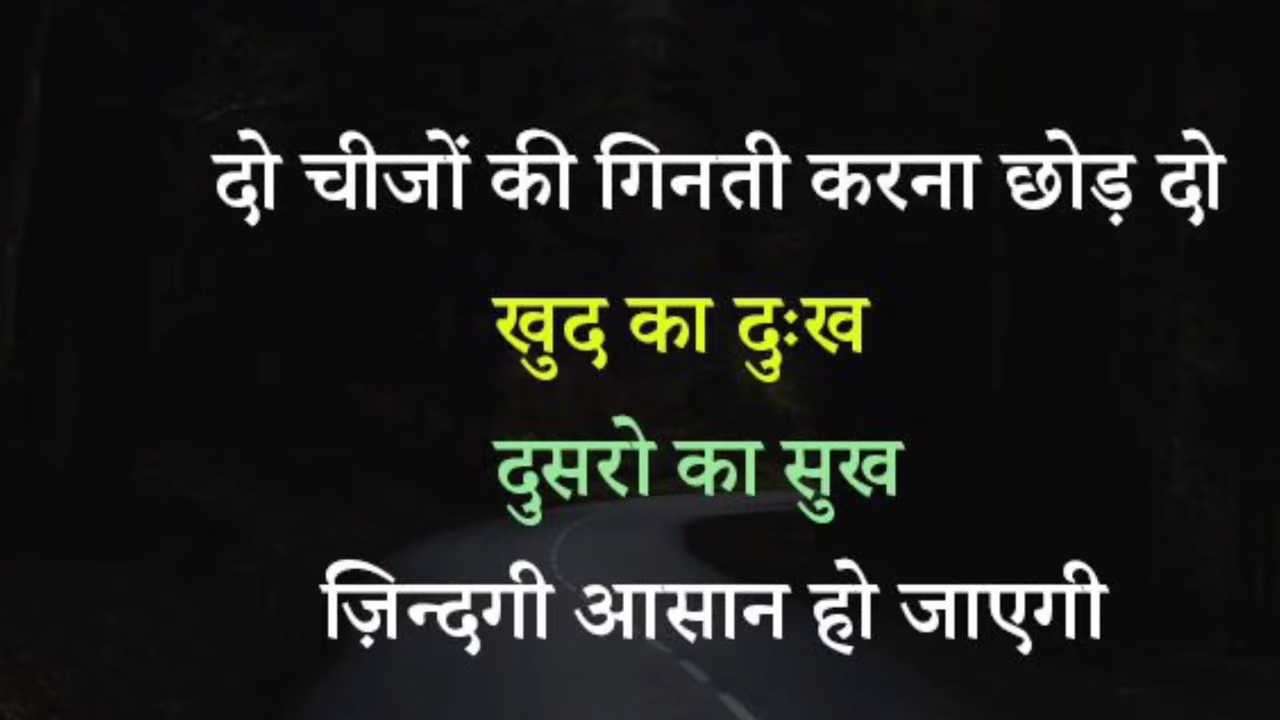 दो चीजों की गिनती करना छोड़ दो
खुद का दुःख
दुसरो का सुख
ज़िन्दगी आसान हो जाएगी